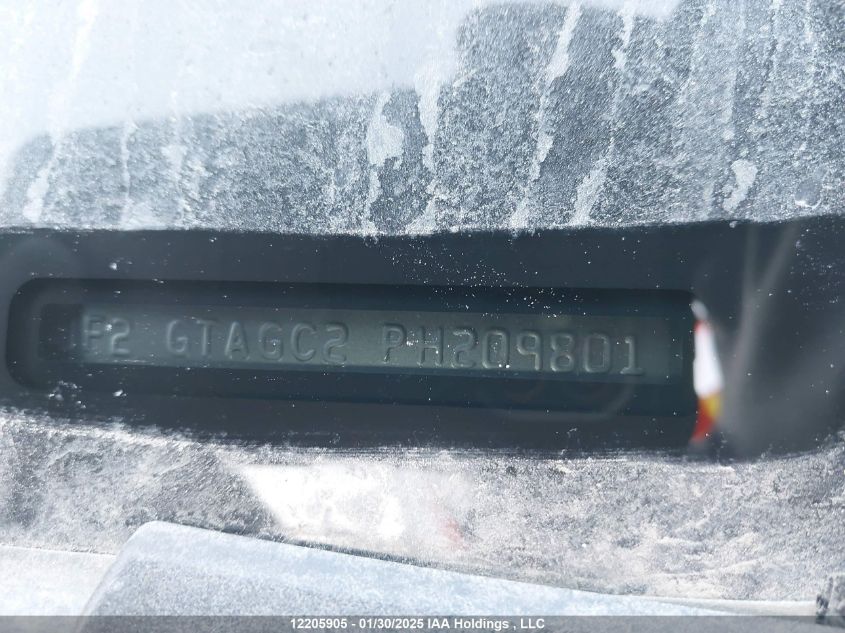 F2 GTAGC2 PH209801
12205905 - 01/30/2025 IAA Holdings , LLC